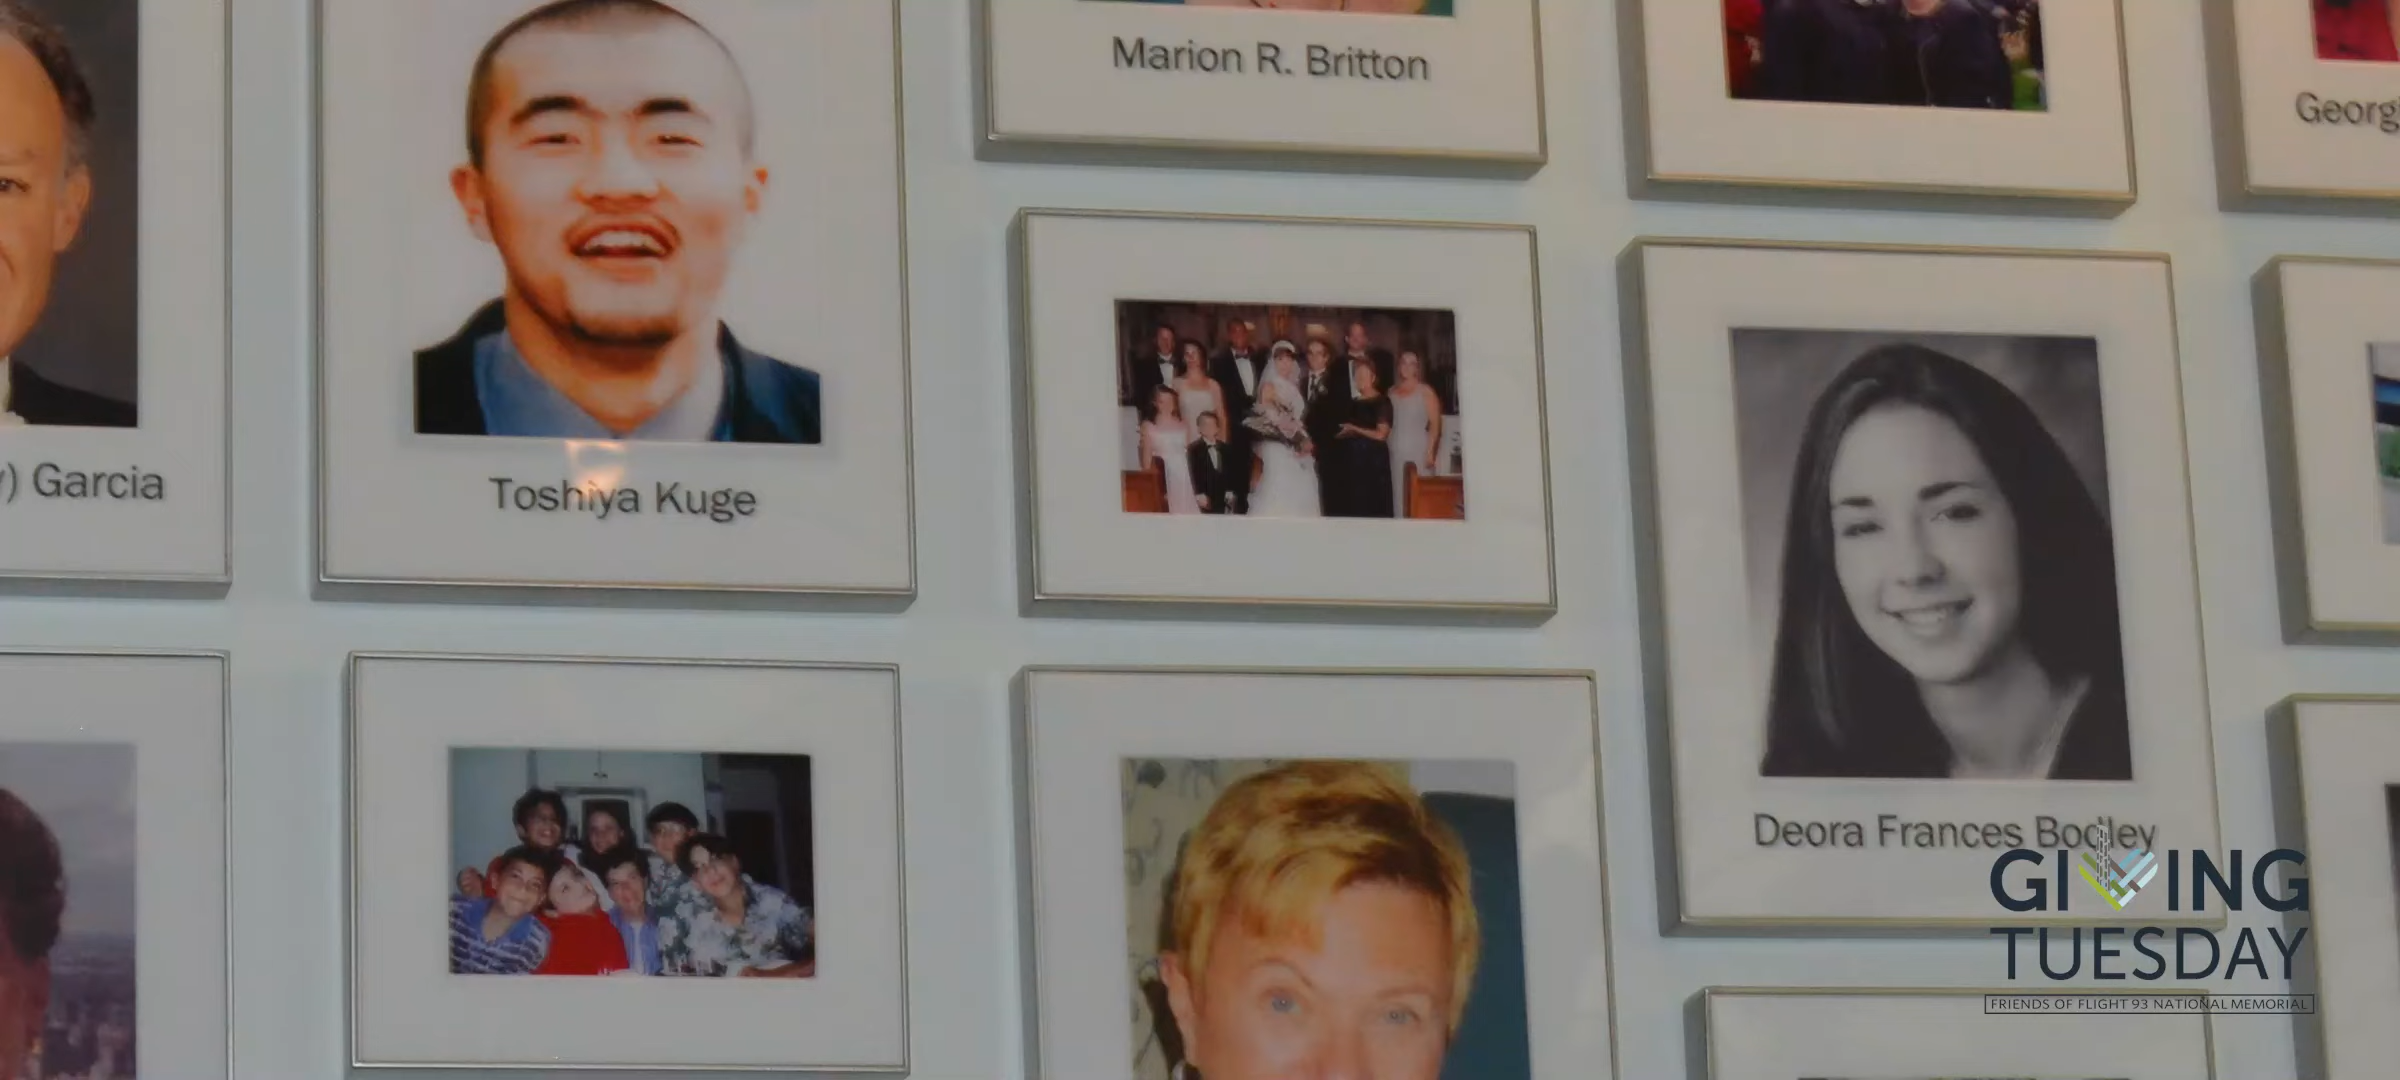 Marion R. Britton
Georg
y) Garcia
Toshiya Kuge
Deora Frances Bodley
GIVING
TUESDAY
FRIENDS OF FLIGHT 93 NATIONAL MEMORIAL